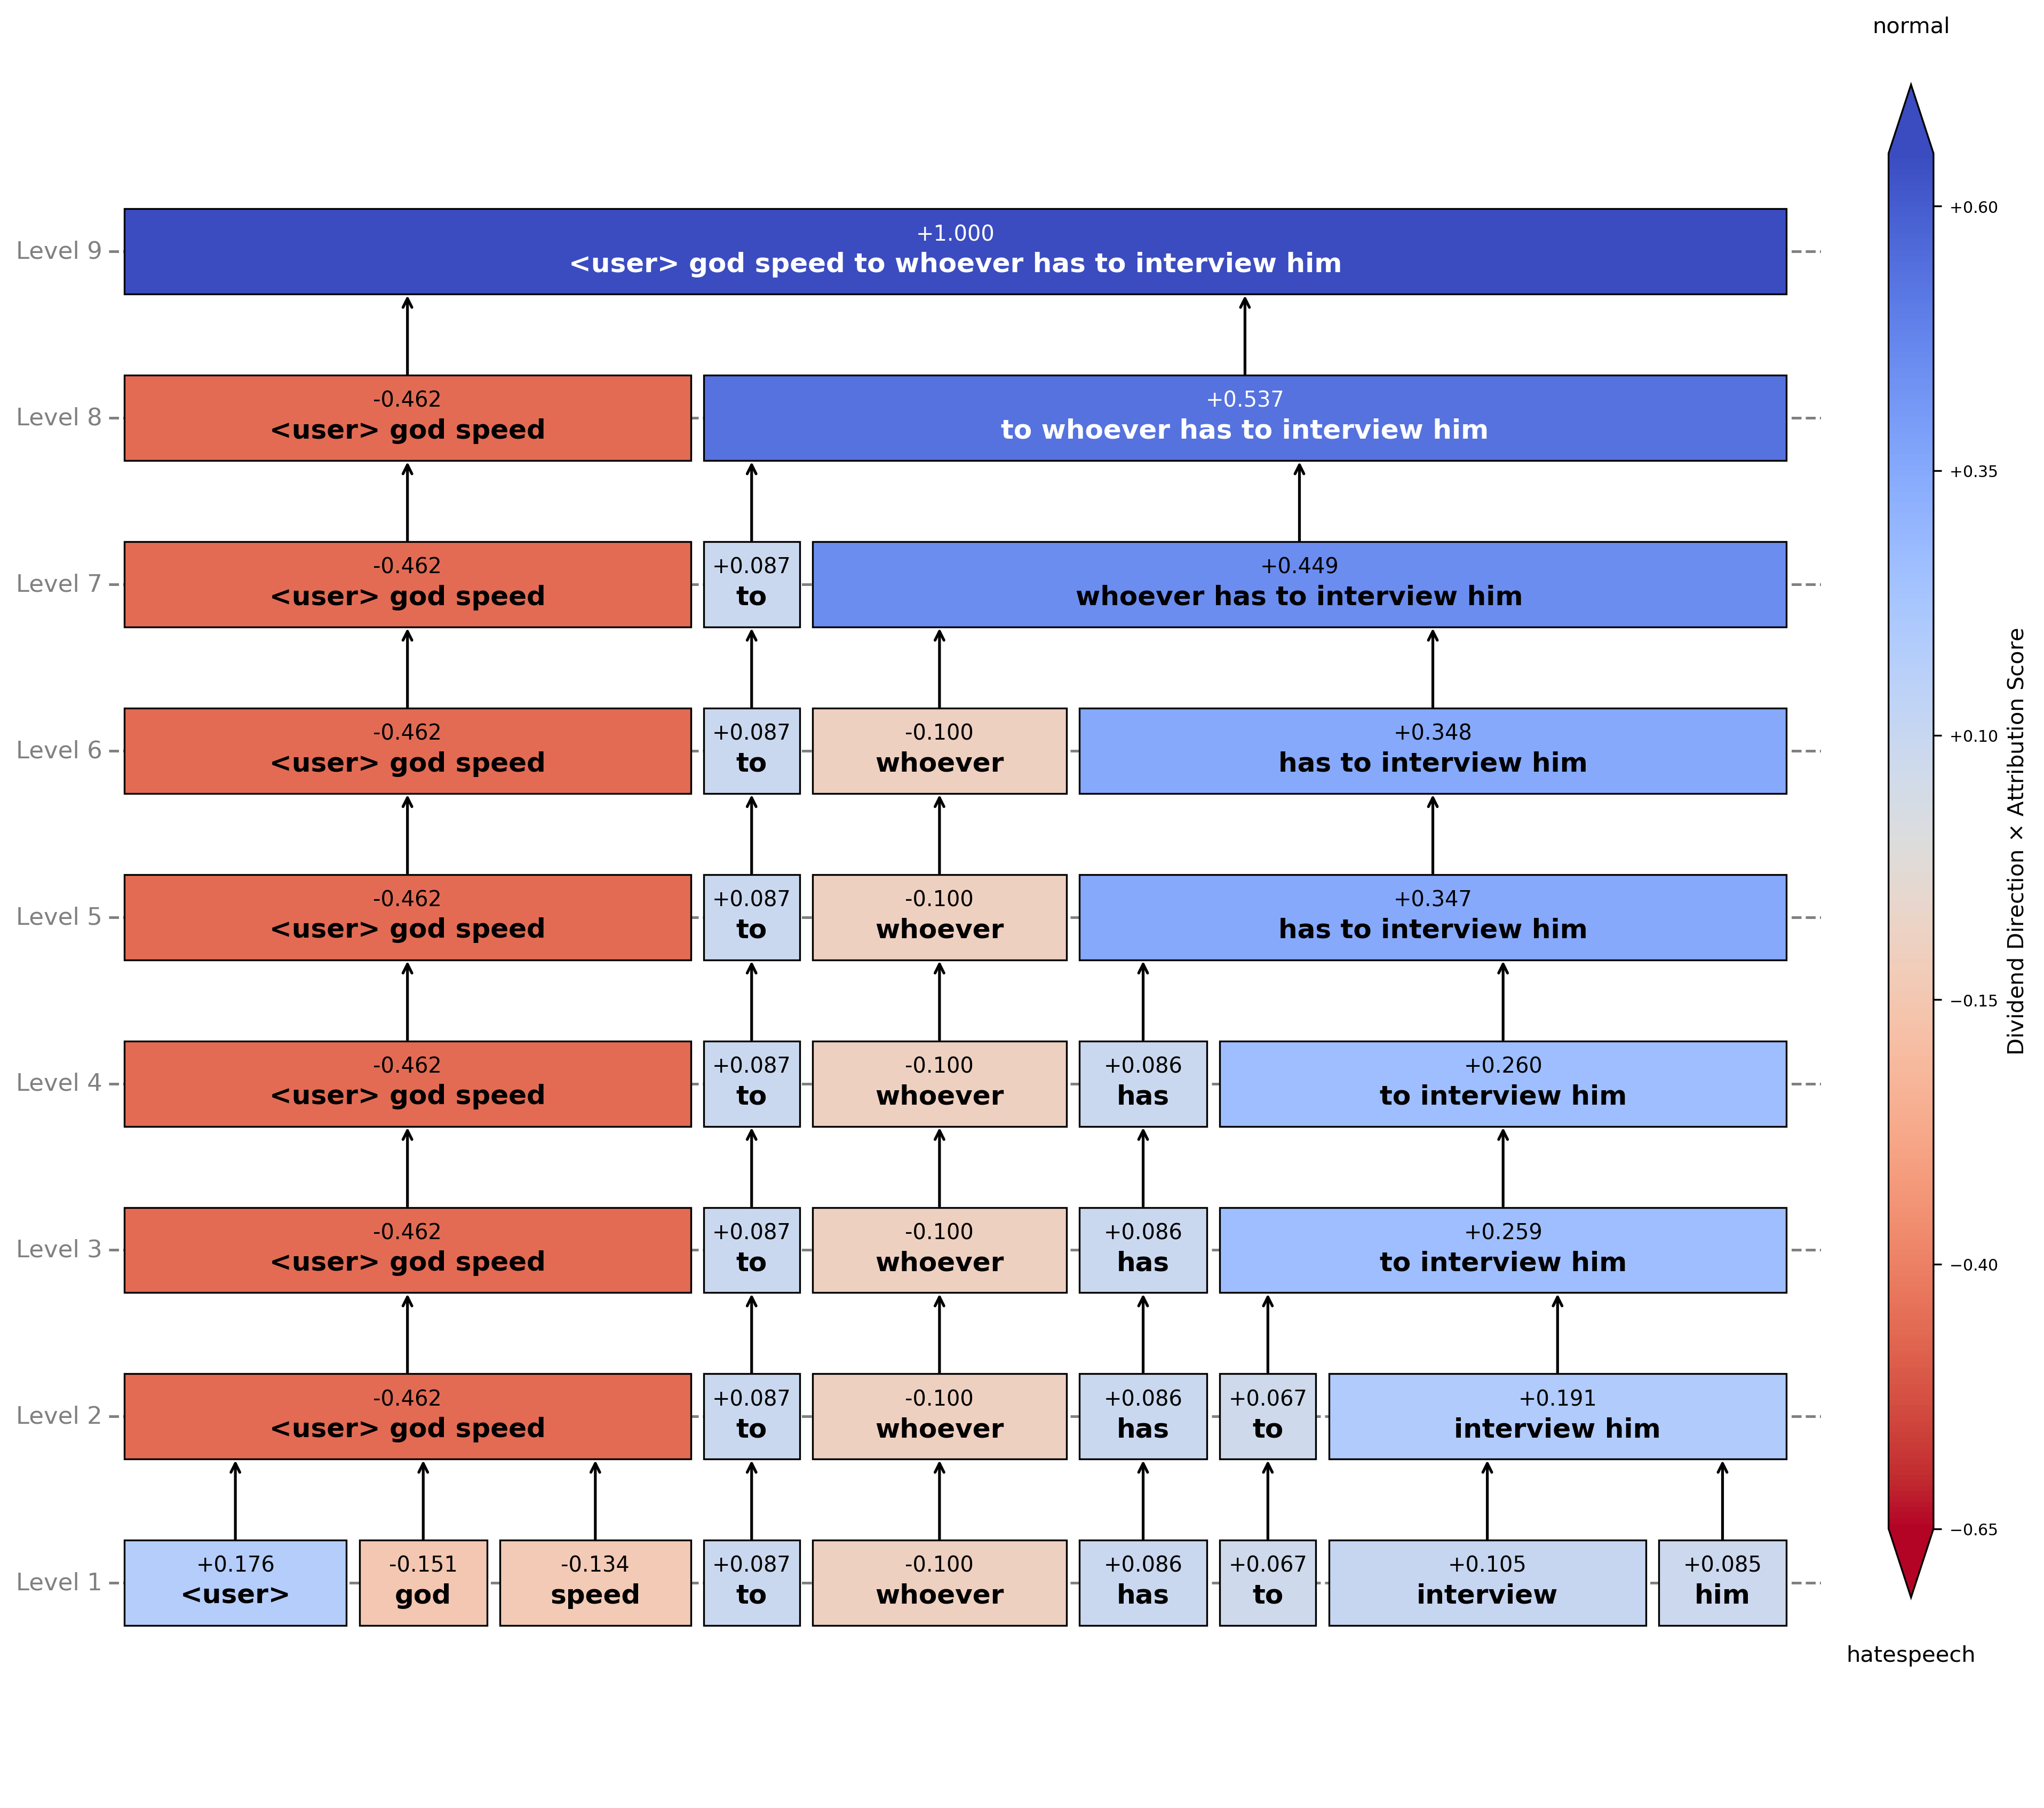 normal
Level 9
+1.000
<user> god speed to whoever has to interview him
Level 8
-0.462
<user> god speed
+0.537
to whoever has to interview him
Level 7
-0.462
<user> god speed
+0.087
to
+0.449
whoever has to interview him
Level 6
-0.462
<user> god speed
+0.087
to
-0.100
whoever
+0.348
has to interview him
Level 5
-0.462
<user> god speed
+0.087
to
-0.100
whoever
+0.347
has to interview him
Level 4
-0.462
<user> god speed
+0.087
to
-0.100
whoever
+0.086
has
+0.260
to interview him
Level 3
-0.462
<user> god speed
+0.087
to
-0.100
whoever
+0.086
has
+0.259
to interview him
Level 2
-0.462
<user> god speed
+0.087
to
-0.100
whoever
+0.086
has
+0.067
to
+0.191
interview him
Level 1
+0.176
<user>
-0.151
god
-0.134
speed
+0.087
to
-0.100
whoever
+0.086
has
+0.067
to
+0.105
interview
+0.085
him
+0.60
+0.35
+0.10
−0.15
−0.40
−0.65
Dividend Direction × Attribution Score
hatespeech